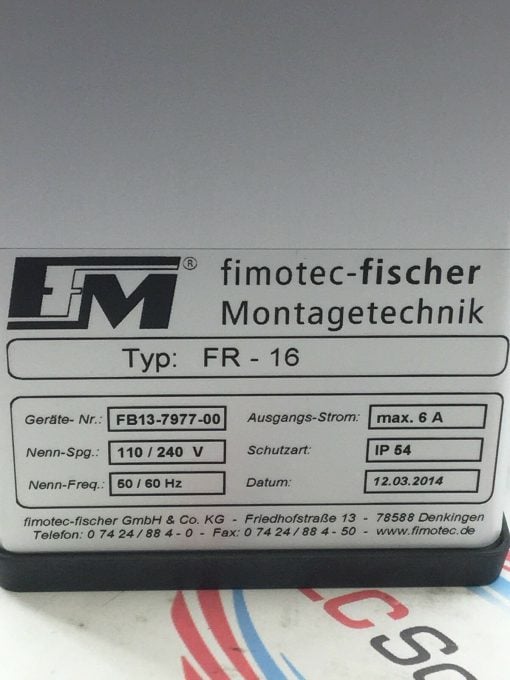 FM® fimotec-fischer
Montagetechnik
Typ: FR - 16
Geräte- Nr.: FB13-7977-00 Ausgangs-Strom: max. 6 A
Nenn-Spg.: 110 / 240 V Schutzart: IP 54
Nenn-Freq.: 50 / 60 Hz Datum: 12.03.2014
fimotec-fischer GmbH & Co. KG - Friedhofstraße 13 - 78588 Denkingen
Telefon: 0 74 24 / 88 4 - 0 - Fax: 0 74 24 / 88 4 - 50 - www.fimotec.de